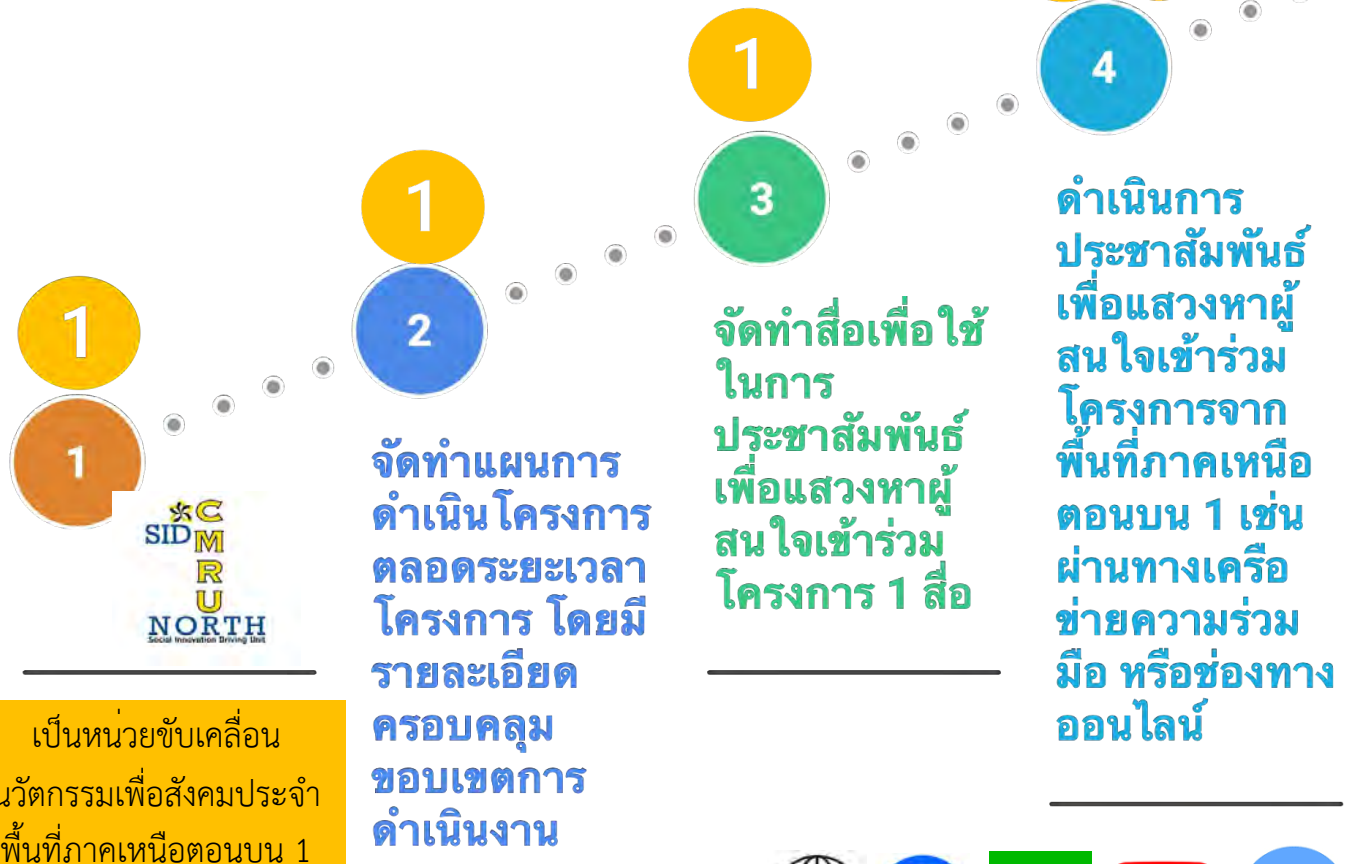 1
1
SID
C
M
R
U
NORTH
Social Innovation Driving Unit
เป็นหน่วยขับเคลื่อน
นวัตกรรมเพื่อสังคมประจำ
พื้นที่ภาคเหนือตอนบน 1
1
2
จัดทำแผนการ
ดำเนินโครงการ
ตลอดระยะเวลา
โครงการ โดยมี
รายละเอียด
ครอบคลุม
ขอบเขตการ
ดำเนินงาน
1
3
จัดทำสื่อเพื่อใช้
ในการ
ประชาสัมพันธ์
เพื่อแสวงหาผู้
สนใจเข้าร่วม
โครงการ 1 สื่อ
4
ดำเนินการ
ประชาสัมพันธ์
เพื่อแสวงหาผู้
สนใจเข้าร่วม
โครงการจาก
พื้นที่ภาคเหนือ
ตอนบน 1 เช่น
ผ่านทางเครือ
ข่ายความร่วม
มือ หรือช่องทาง
ออนไลน์